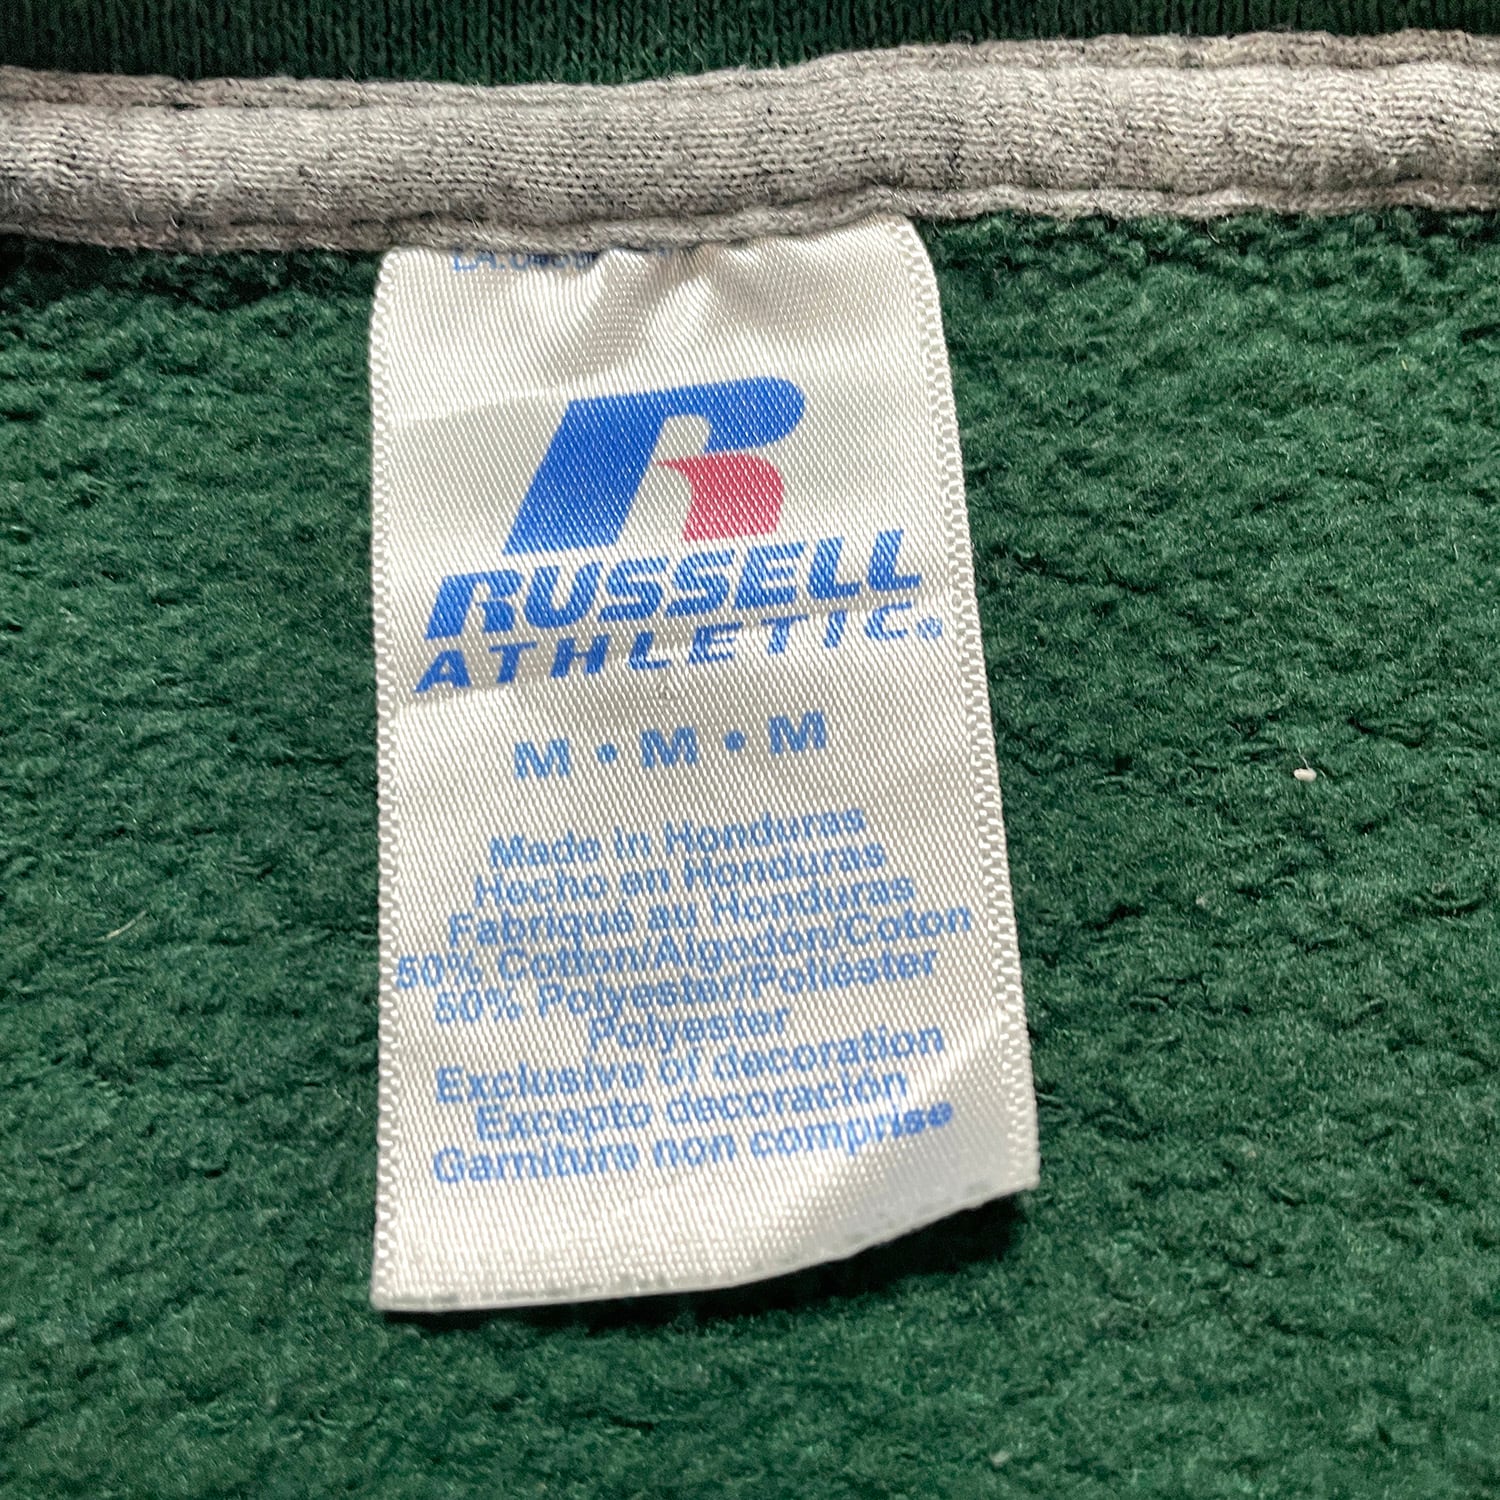 RUSSELL
ATHLETIC®
M • M • M
Made in Honduras
Hecho en Honduras
Fabriqué au Honduras
50% Cotton/Algodón/Coton
50% Polyester/Poliéster
Polyester
Exclusive of decoration
Excepto decoración
Garniture non comprise